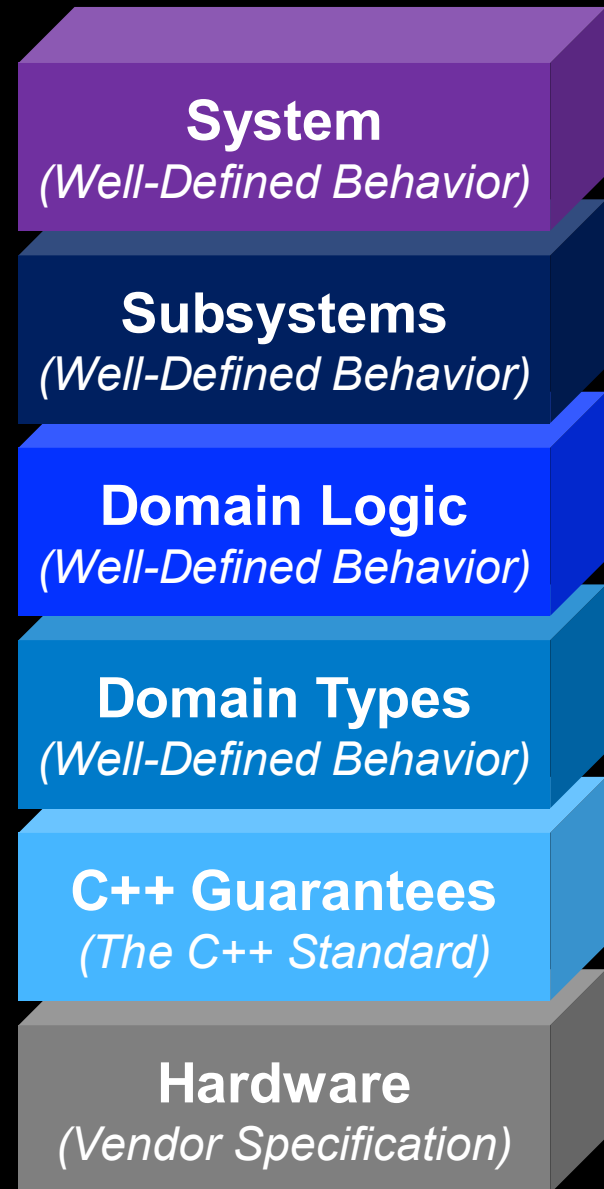 System
(Well-Defined Behavior)
Subsystems
(Well-Defined Behavior)
Domain Logic
(Well-Defined Behavior)
Domain Types
(Well-Defined Behavior)
C++ Guarantees
(The C++ Standard)
Hardware
(Vendor Specification)